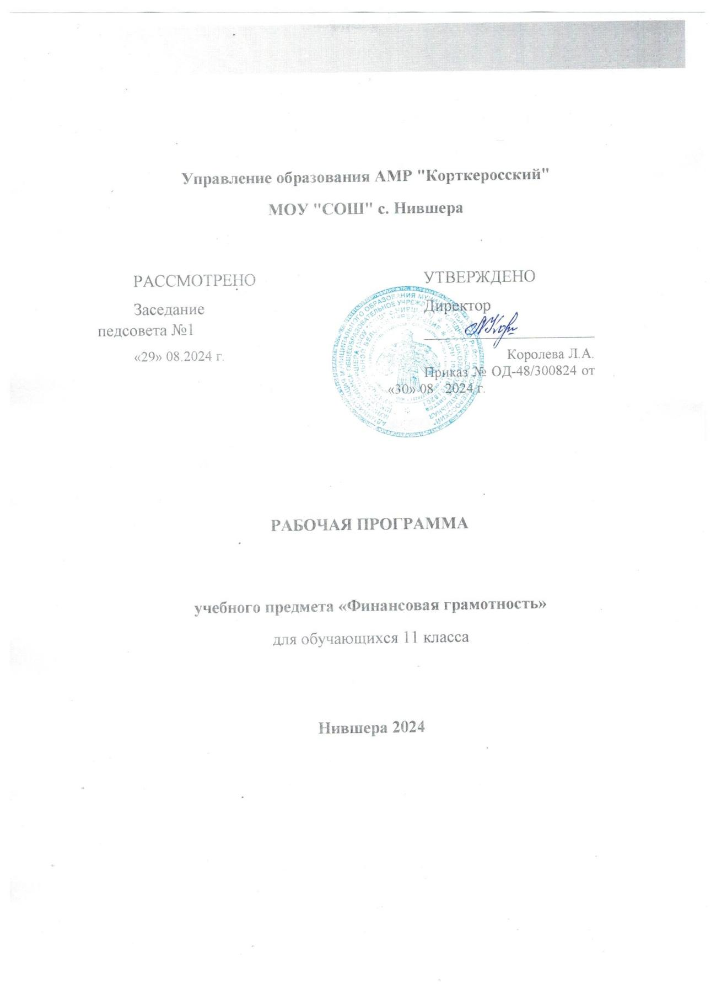 Управление образования АМР "Корткеросский"
МОУ "СОШ" с. Нившера
РАССМОТРЕНО
Заседание
педсовета №1
«29» 08.2024 г.
УТВЕРЖДЕНО
Директор
Королева Л.А.
Приказ № ОД-48/300824 от
«30» 08 2024 г.
РАБОЧАЯ ПРОГРАММА
учебного предмета «Финансовая грамотность»
для обучающихся 11 класса
Нившера 2024